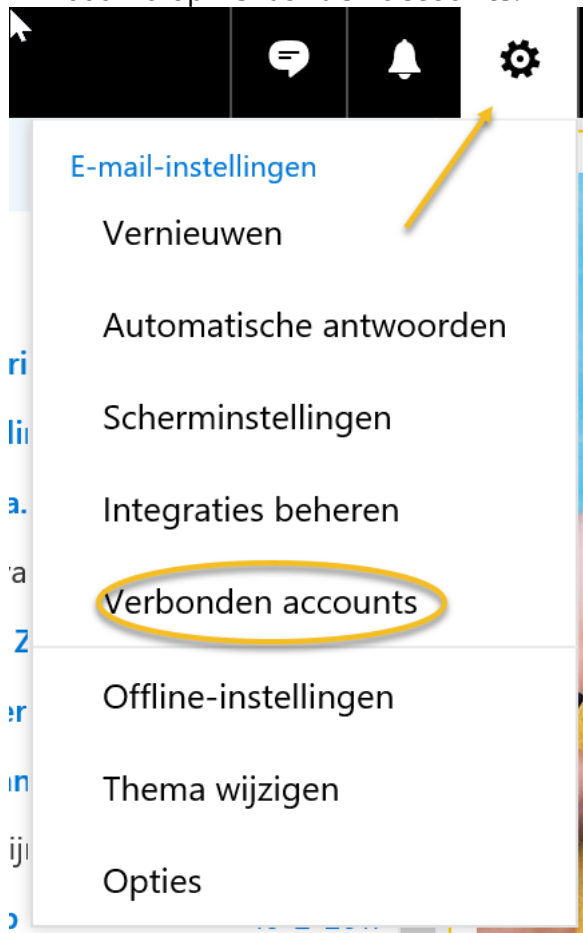 E-mail-instellingen
Vernieuwen
Automatische antwoorden
Scherminstellingen
Integraties beheren
Verbonden accounts
Offline-instellingen
Thema wijzigen
Opties